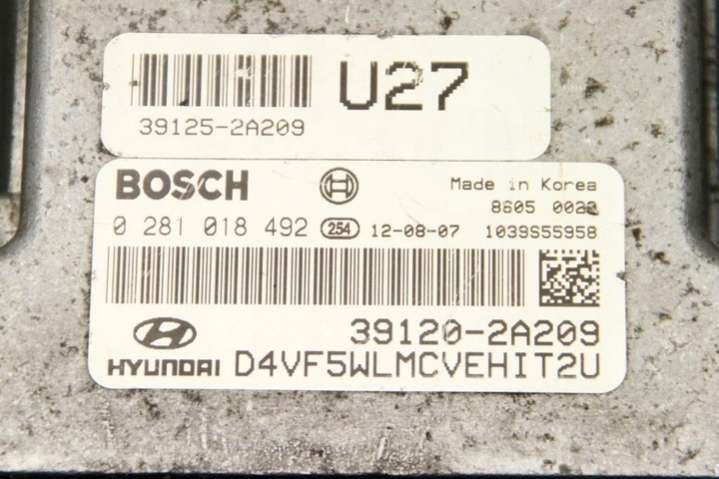 U27
39125-2A209
BOSCH Made in Korea
8605 0023
0 281 018 492 254 12-08-07 1039S55958
39120-2A209
HYUNDAI D4VF5WLMCVEHIT2U